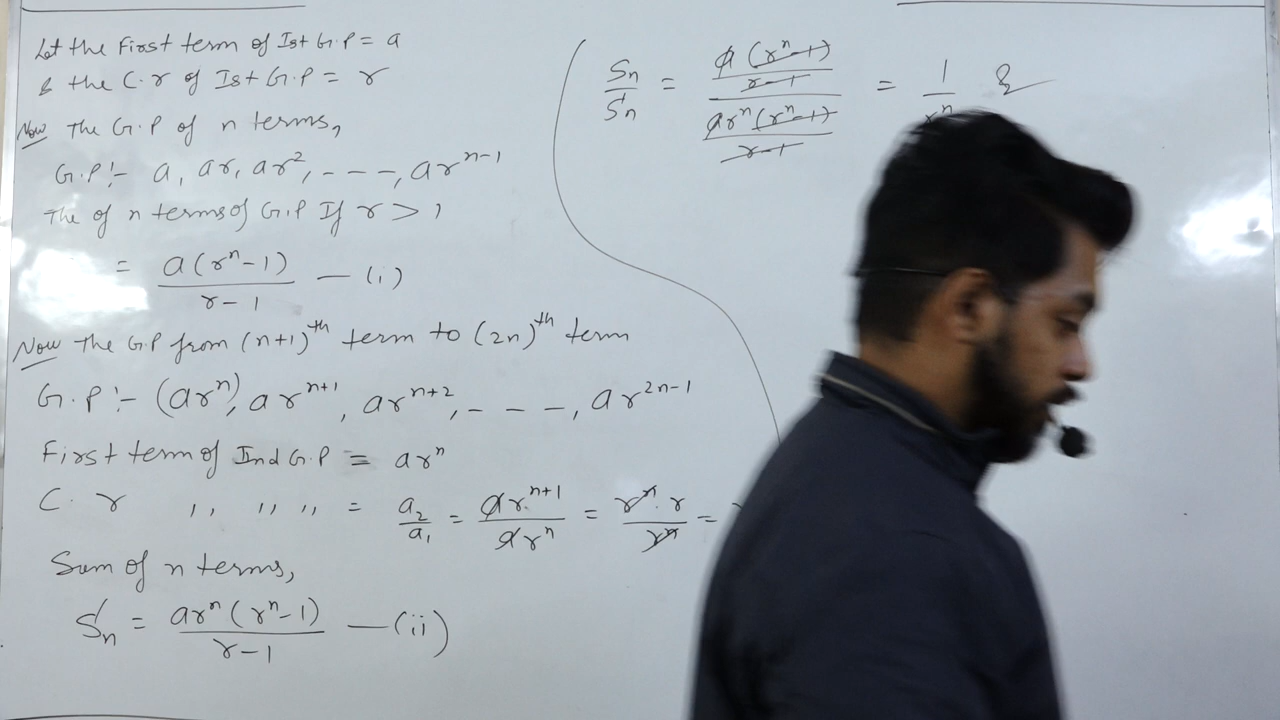 Let the First term of Ist G.P = a
& the C.r of Ist G.P = r
Now The G.P of n terms,
G.P:- a, ar, ar², - - -, arⁿ⁻¹
The of n terms of G.P If r > 1
= a(rⁿ-1) / r-1 — (i)
Now The G.P from (n+1)ᵗʰ term to (2n)ᵗʰ term
G.P:- (arⁿ), arⁿ⁺¹, arⁿ⁺², - - -, ar²ⁿ⁻¹
First term of IInd G.P = arⁿ
C. r ,, ,, ,, = a₂/a₁ = arⁿ⁺¹/arⁿ = rⁿ.r/rⁿ =
Sum of n terms,
S'ₙ = arⁿ(rⁿ-1) / r-1 — (ii)
Sₙ/S'ₙ = (a(rⁿ-1)/r-1) / (arⁿ(rⁿ-1)/r-1) = 1/rⁿ